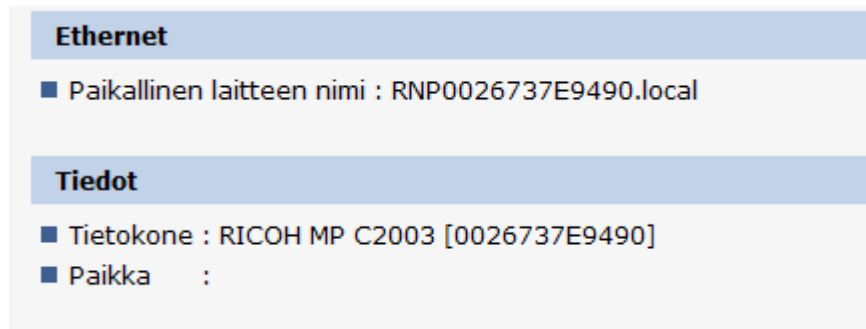 Ethernet
Paikallinen laitteen nimi : RNP0026737E9490.local
Tiedot
Tietokone : RICOH MP C2003 [0026737E9490]
Paikka :